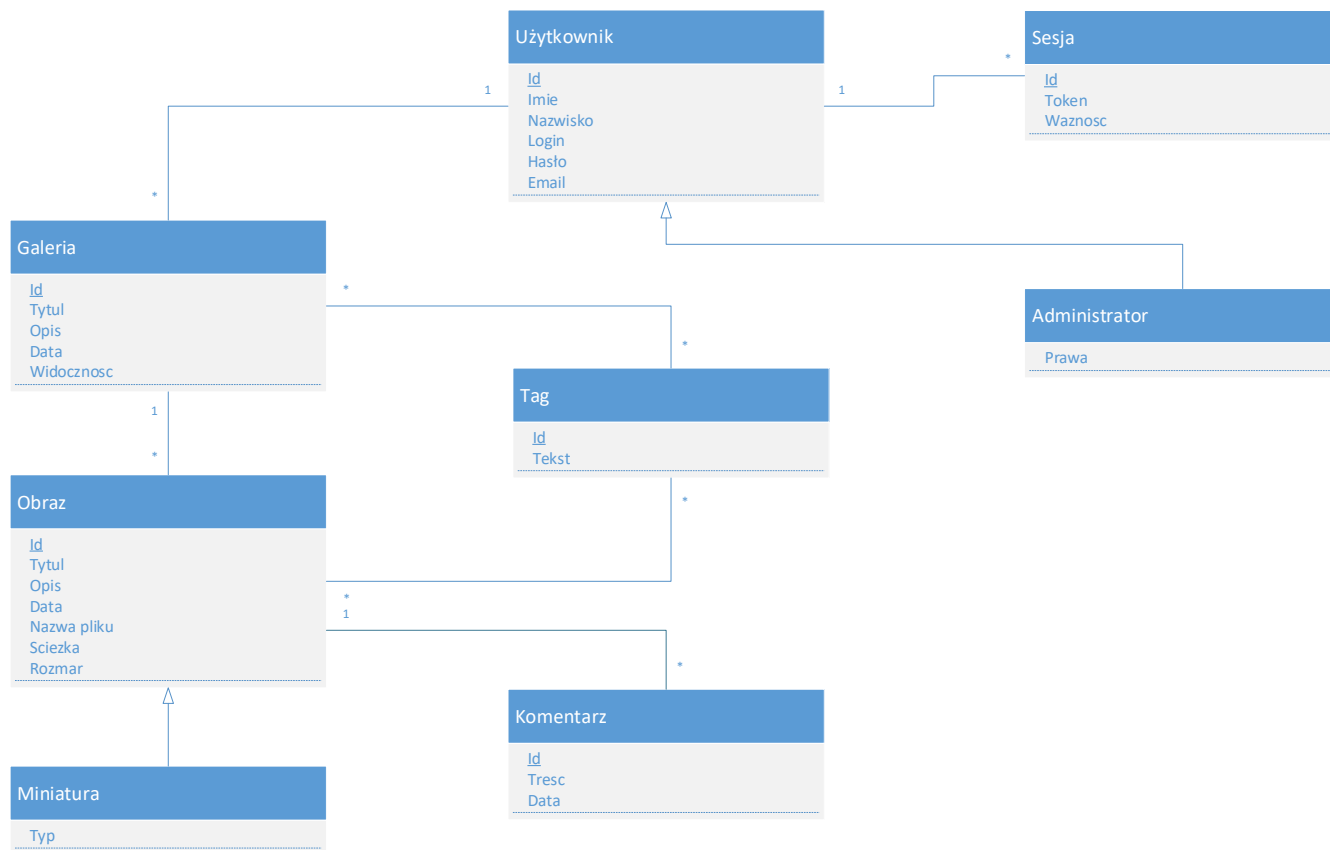 Użytkownik
Id
Imie
Nazwisko
Login
Hasło
Email
1
1
*
Sesja
Id
Token
Waznosc
*
Galeria
Id
Tytul
Opis
Data
Widocznosc
*
*
Administrator
Prawa
Tag
Id
Tekst
1
*
*
Obraz
Id
Tytul
Opis
Data
Nazwa pliku
Sciezka
Rozmar
*
1
*
Komentarz
Id
Tresc
Data
Miniatura
Typ